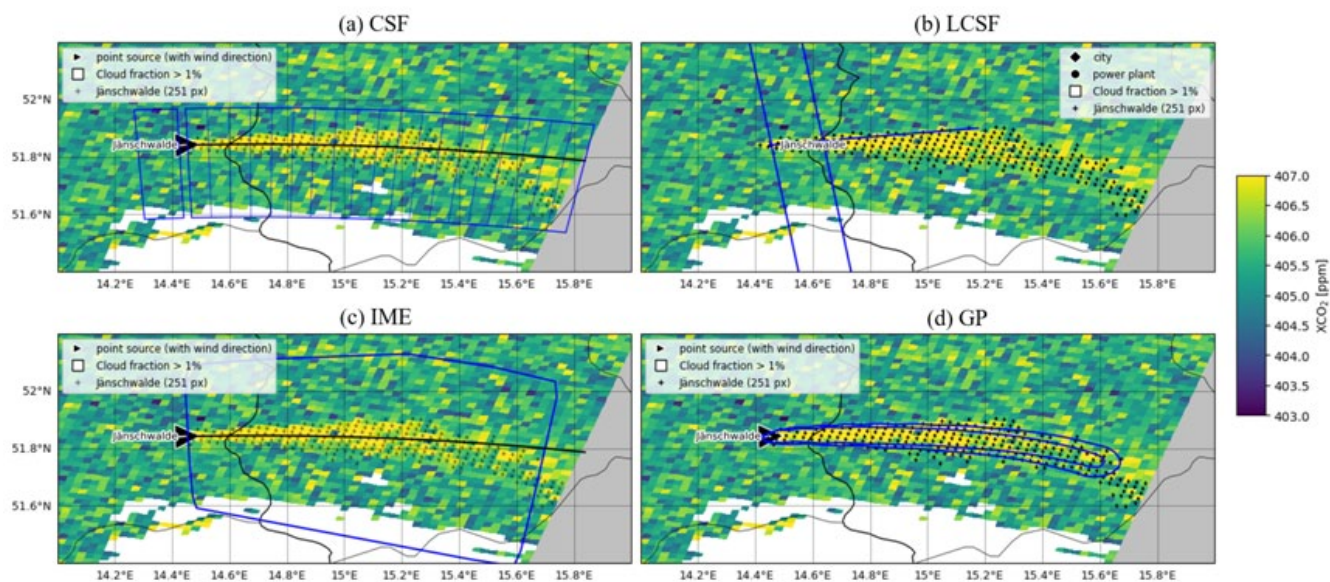 (a) CSF
(b) LCSF
point source (with wind direction)
Cloud fraction > 1%
Jänschwalde (251 px)
city
power plant
Cloud fraction > 1%
Jänschwalde (251 px)
52°N
51.8°N
51.6°N
Jänschwalde
Jänschwalde
14.2°E 14.4°E 14.6°E 14.8°E 15°E 15.2°E 15.4°E 15.6°E 15.8°E
14.2°E 14.4°E 14.6°E 14.8°E 15°E 15.2°E 15.4°E 15.6°E 15.8°E
(c) IME
(d) GP
point source (with wind direction)
Cloud fraction > 1%
Jänschwalde (251 px)
point source (with wind direction)
Cloud fraction > 1%
Jänschwalde (251 px)
52°N
51.8°N
51.6°N
Jänschwalde
Jänschwalde
14.2°E 14.4°E 14.6°E 14.8°E 15°E 15.2°E 15.4°E 15.6°E 15.8°E
14.2°E 14.4°E 14.6°E 14.8°E 15°E 15.2°E 15.4°E 15.6°E 15.8°E
407.0
406.5
406.0
405.5
405.0
404.5
404.0
403.5
403.0
XCO₂ [ppm]